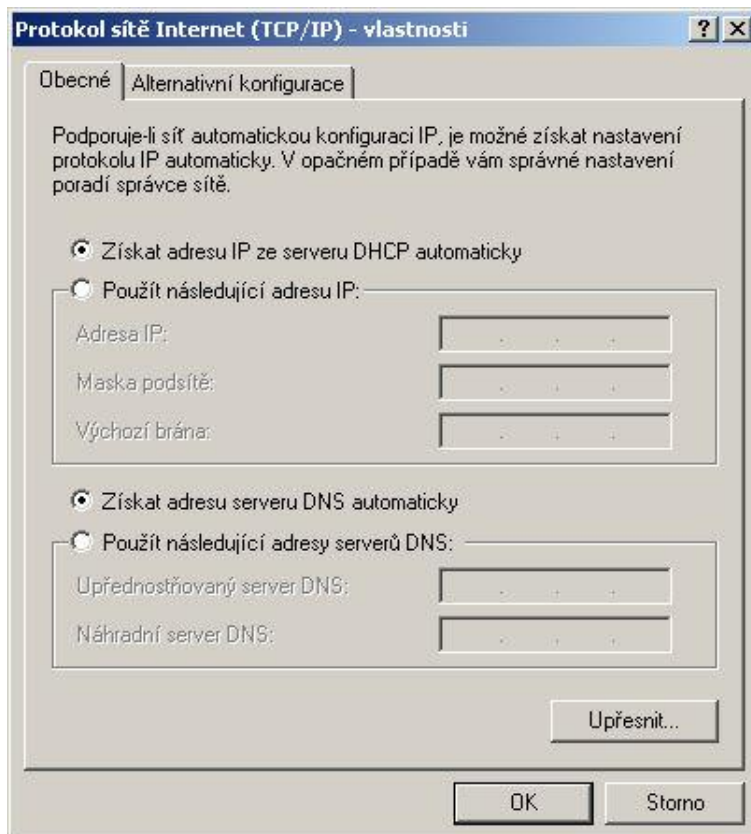 Protokol sítě Internet (TCP/IP) - vlastnosti
Obecné
Alternativní konfigurace
Podporuje-li síť automatickou konfiguraci IP, je možné získat nastavení
protokolu IP automaticky. V opačném případě vám správné nastavení
poradí správce sítě.
Získat adresu IP ze serveru DHCP automaticky
Použít následující adresu IP:
Adresa IP:
Maska podsítě:
Výchozí brána:
Získat adresu serveru DNS automaticky
Použít následující adresy serverů DNS:
Upřednostňovaný server DNS:
Náhradní server DNS:
Upřesnit...
OK
Storno